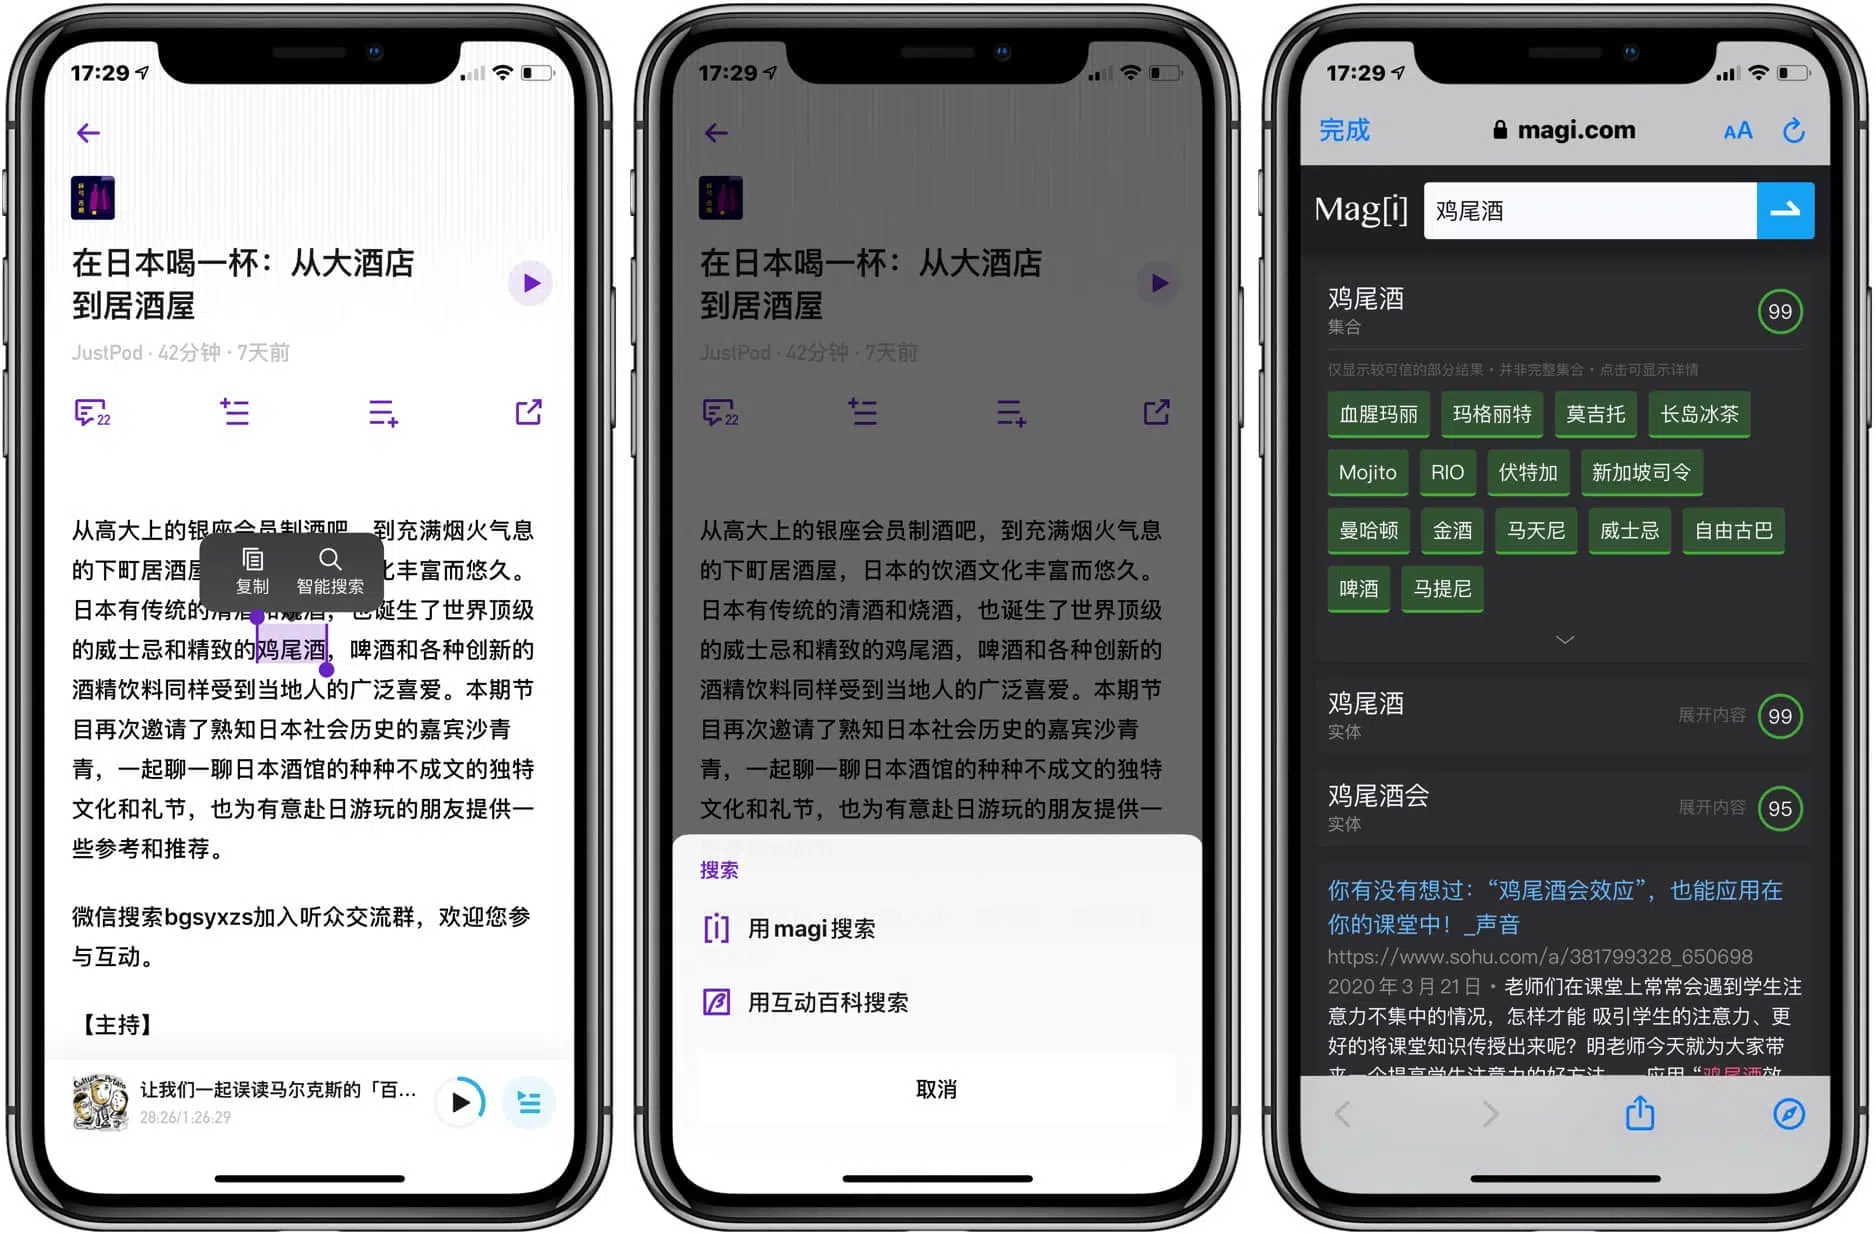 17:29
在日本喝一杯：从大酒店
到居酒屋
JustPod · 42分钟 · 7天前
22
从高大上的银座会员制酒吧，到充满烟火气息
的下町居酒屋
化丰富而悠久。
复制
智能搜索
日本有传统的清酒和烧酒，也诞生了世界顶级
的威士忌和精致的鸡尾酒，啤酒和各种创新的
酒精饮料同样受到当地人的广泛喜爱。本期节
目再次邀请了熟知日本社会历史的嘉宾沙青
青，一起聊一聊日本酒馆的种种不成文的独特
文化和礼节，也为有意赴日游玩的朋友提供一
些参考和推荐。
微信搜索bgsyxzs加入听众交流群，欢迎您参
与互动。
【主持】
让我们一起误读马尔克斯的「百...
28:26/1:26:29
17:29
在日本喝一杯：从大酒店
到居酒屋
JustPod · 42分钟 · 7天前
22
从高大上的银座会员制酒吧，到充满烟火气息
的下町居酒屋，日本的饮酒文化丰富而悠久。
日本有传统的清酒和烧酒，也诞生了世界顶级
的威士忌和精致的鸡尾酒，啤酒和各种创新的
酒精饮料同样受到当地人的广泛喜爱。本期节
目再次邀请了熟知日本社会历史的嘉宾沙青
青，一起聊一聊日本酒馆的种种不成文的独特
文化和礼节，也为有意赴日游玩的朋友提供一
搜索
用magi搜索
用互动百科搜索
取消
17:29
完成
magi.com
AA
Mag[i]
鸡尾酒
鸡尾酒
集合
99
仅显示较可信的部分结果 • 并非完整集合 • 点击可显示详情
血腥玛丽 玛格丽特 莫吉托 长岛冰茶
Mojito RIO 伏特加 新加坡司令
曼哈顿 金酒 马天尼 威士忌 自由古巴
啤酒 马提尼
鸡尾酒
实体
展开内容 99
鸡尾酒会
实体
展开内容 95
你有没有想过：“鸡尾酒会效应”，也能应用在
你的课堂中！_声音
https://www.sohu.com/a/381799328_650698
2020 年 3 月 21 日 • 老师们在课堂上常常会遇到学生注
意力不集中的情况，怎样才能 吸引学生的注意力、更
好的将课堂知识传授出来呢？明老师今天就为大家带
来一个提高学生注意力的好方法——应用 “鸡尾酒效